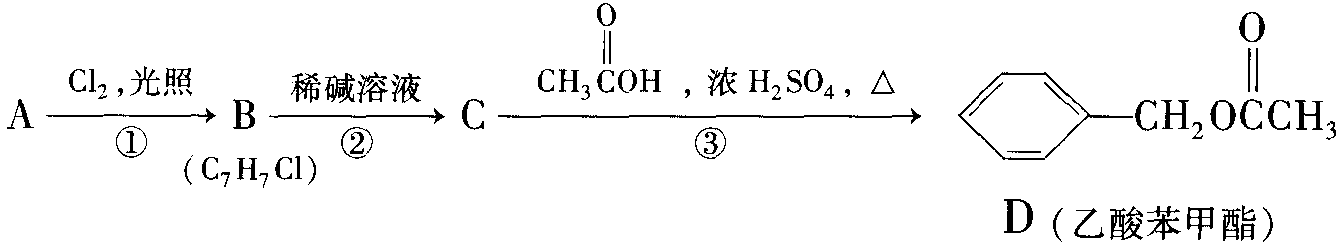 O
O
Cl₂,光照
稀碱溶液
CH₃COH , 浓 H₂SO₄, △
A
B
C
CH₂OCCH₃
①
②
③
(C₇H₇Cl)
D (乙酸苯甲酯)